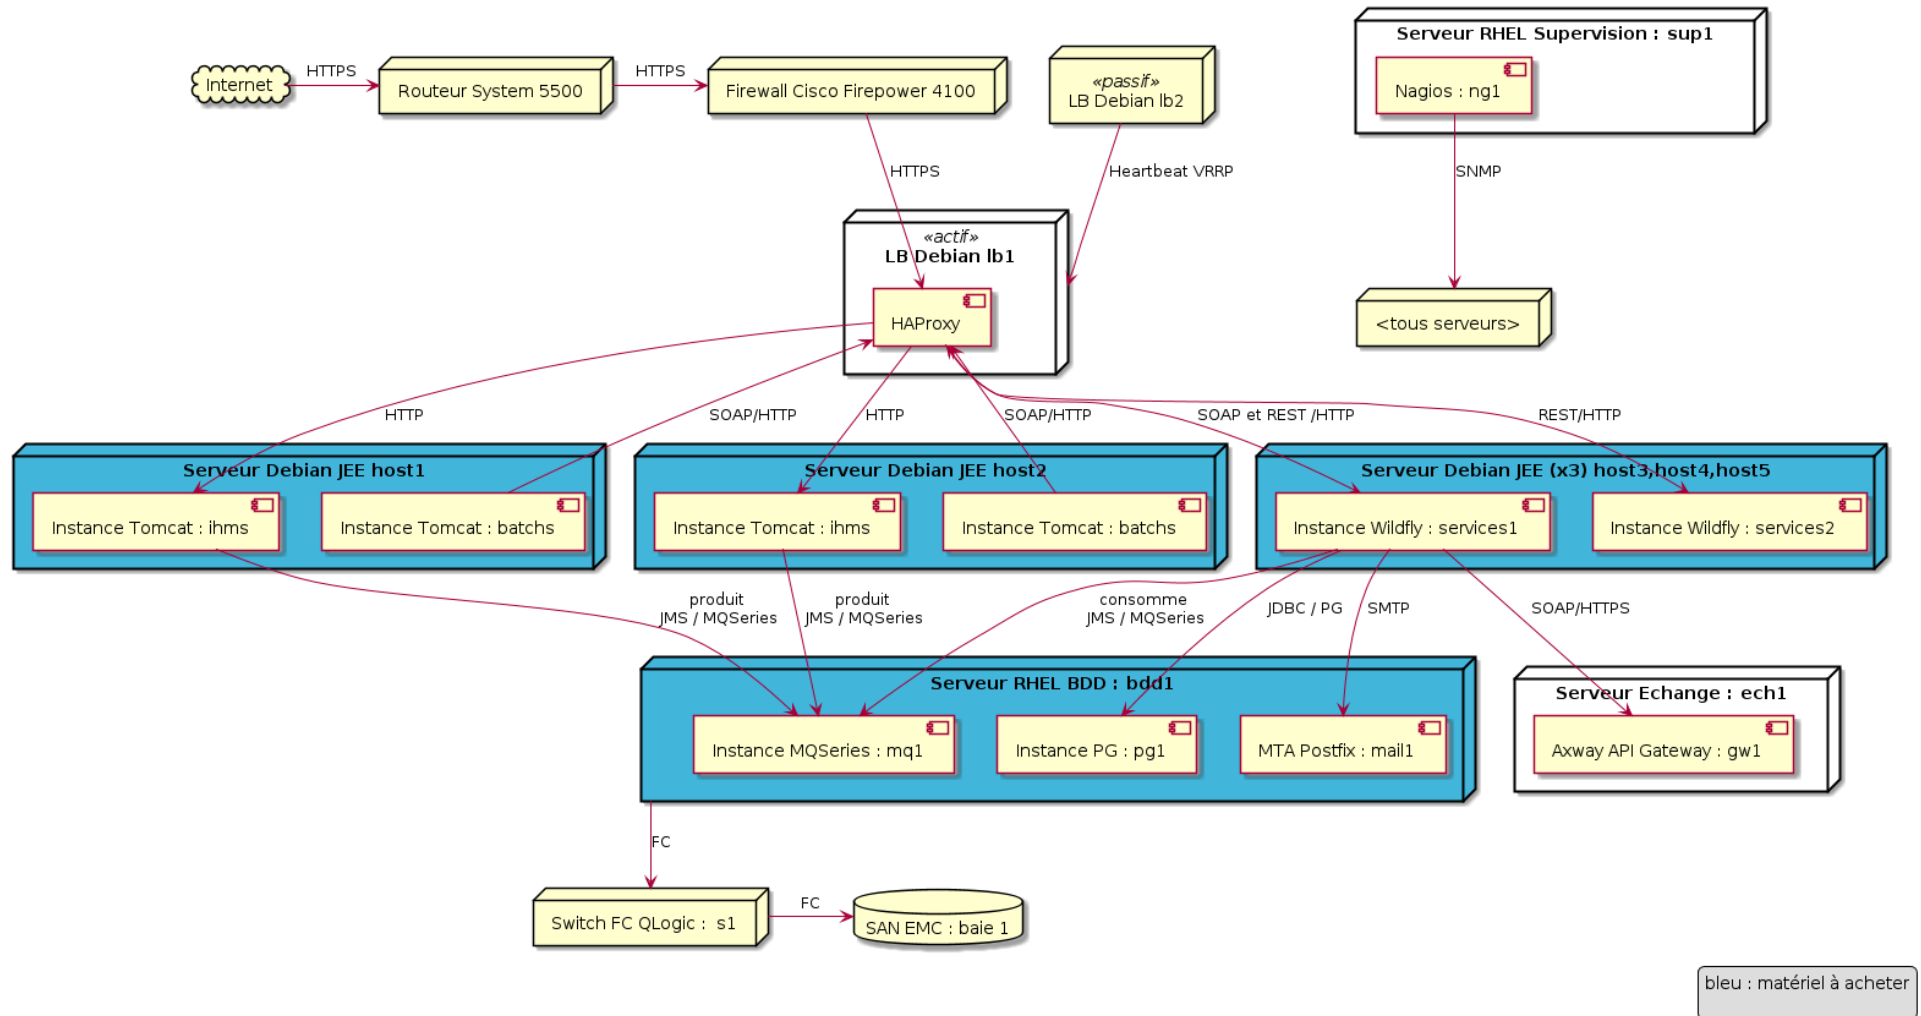 Serveur RHEL Supervision : sup1
Internet
HTTPS
Routeur System 5500
HTTPS
Firewall Cisco Firepower 4100
«passif»
LB Debian lb2
Nagios : ng1
HTTPS
Heartbeat VRRP
SNMP
«actif»
LB Debian lb1
HAProxy
<tous serveurs>
HTTP
SOAP/HTTP
HTTP
SOAP/HTTP
SOAP et REST /HTTP
REST/HTTP
Serveur Debian JEE host1
Instance Tomcat : ihms
Instance Tomcat : batchs
Serveur Debian JEE host2
Instance Tomcat : ihms
Instance Tomcat : batchs
Serveur Debian JEE (x3) host3,host4,host5
Instance Wildfly : services1
Instance Wildfly : services2
produit
JMS / MQSeries
produit
JMS / MQSeries
consomme
JMS / MQSeries
JDBC / PG
SMTP
SOAP/HTTPS
Serveur RHEL BDD : bdd1
Instance MQSeries : mq1
Instance PG : pg1
MTA Postfix : mail1
Serveur Echange : ech1
Axway API Gateway : gw1
FC
Switch FC QLogic :  s1
FC
SAN EMC : baie 1
bleu : matériel à acheter